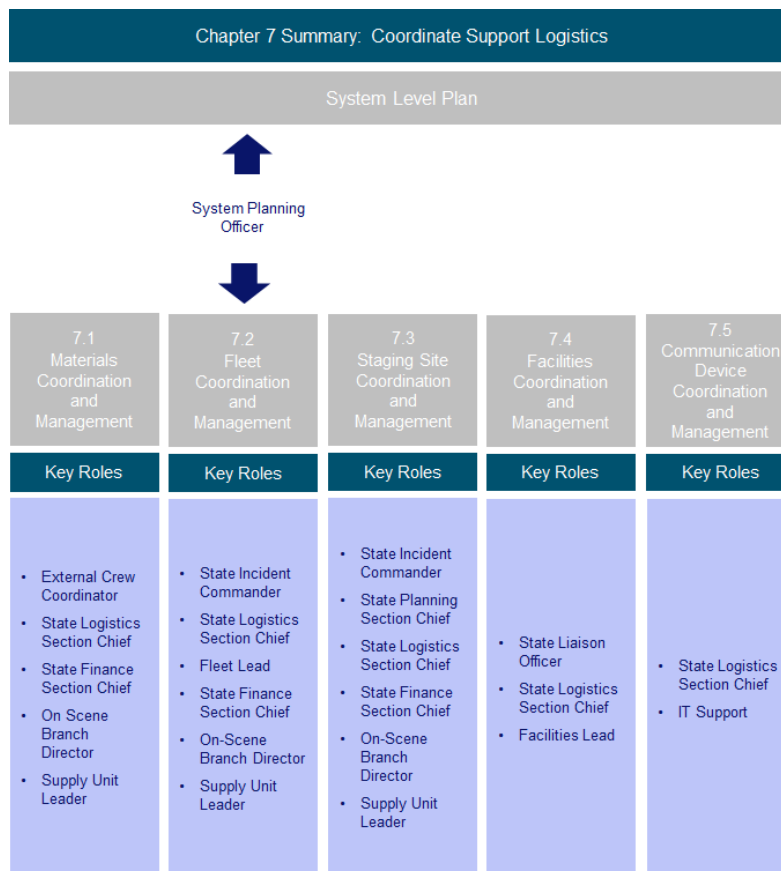 Chapter 7 Summary: Coordinate Support Logistics
System Level Plan
System Planning
Officer
7.1
Materials
Coordination
and
Management
Key Roles
• External Crew
Coordinator
• State Logistics
Section Chief
• State Finance
Section Chief
• On Scene
Branch
Director
• Supply Unit
Leader
7.2
Fleet
Coordination
and
Management
Key Roles
• State Incident
Commander
• State Logistics
Section Chief
• Fleet Lead
• State Finance
Section Chief
• On-Scene
Branch Director
• Supply Unit
Leader
7.3
Staging Site
Coordination
and
Management
Key Roles
• State Incident
Commander
• State Planning
Section Chief
• State Logistics
Section Chief
• State Finance
Section Chief
• On-Scene
Branch
Director
• Supply Unit
Leader
7.4
Facilities
Coordination
and
Management
Key Roles
• State Liaison
Officer
• State Logistics
Section Chief
• Facilities Lead
7.5
Communication
Device
Coordination
and
Management
Key Roles
• State Logistics
Section Chief
• IT Support